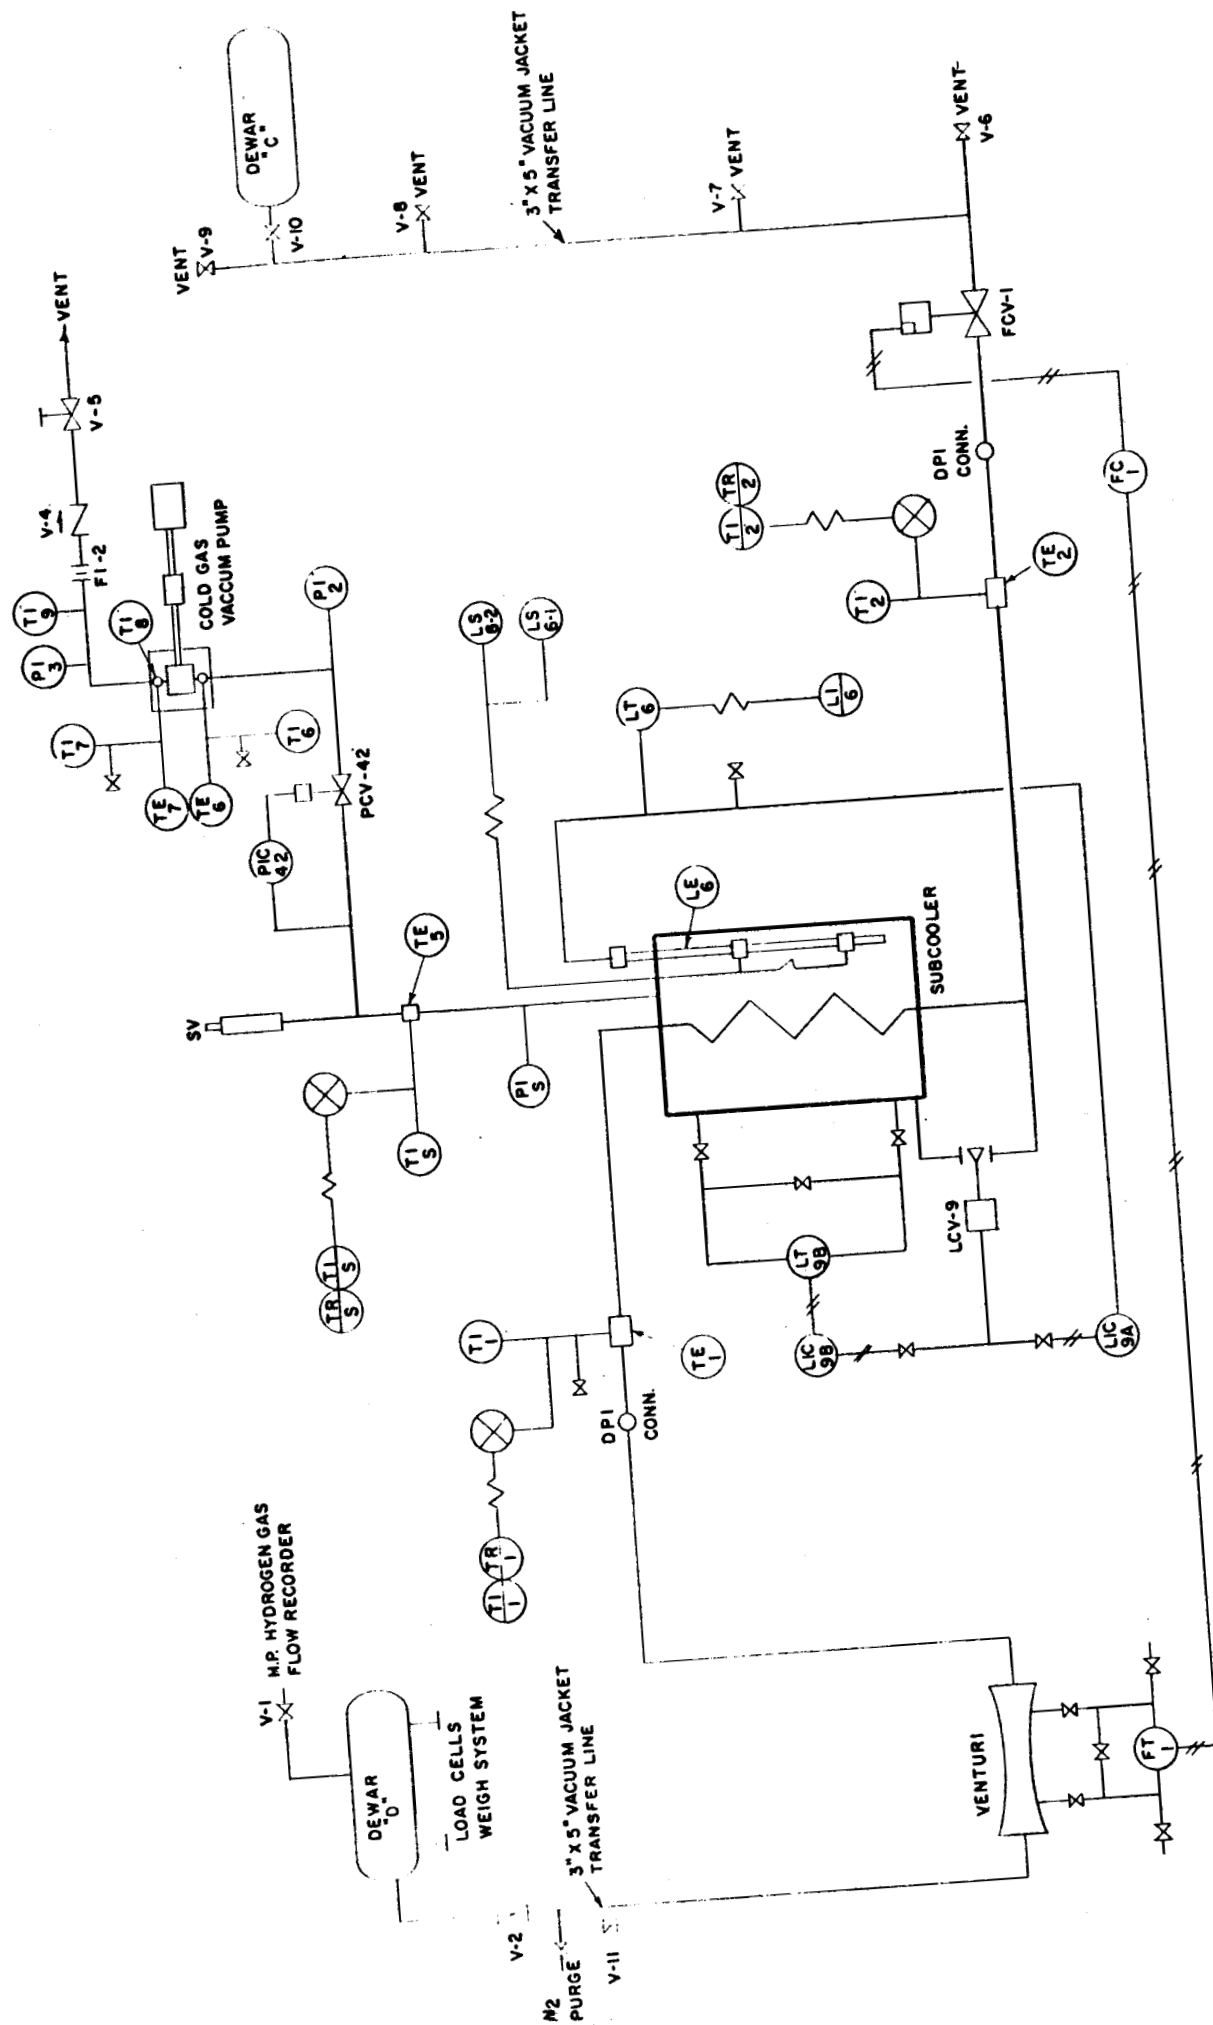 V-1
H.P. HYDROGEN GAS
FLOW RECORDER
DEWAR
"D"
LOAD CELLS
WEIGH SYSTEM
V-2
N2
PURGE
V-11
3" X 5" VACUUM JACKET
TRANSFER LINE
VENTURI
FT
1
TI
1
TR
1
TI
1
DPI
CONN.
TE
1
TR
5
TI
5
TI
5
SV
PI
5
TE
5
PIC
42
PCV-42
TE
7
TE
6
TI
7
TI
6
PI
3
TI
9
TI
8
COLD GAS
VACCUM PUMP
FI-2
V-4
V-5
VENT
PI
2
LS
6-2
LS
6-1
LT
6
LI
6
LE
6
SUBCOOLER
LT
9B
LIC
9B
LCV-9
LIC
9A
TI
2
TR
2
TI
2
TE
2
DPI
CONN.
FC
1
FCV-1
VENT
V-9
DEWAR
"C"
V-10
V-8
VENT
3" X 5" VACUUM JACKET
TRANSFER LINE
V-7
VENT
VENT
V-6